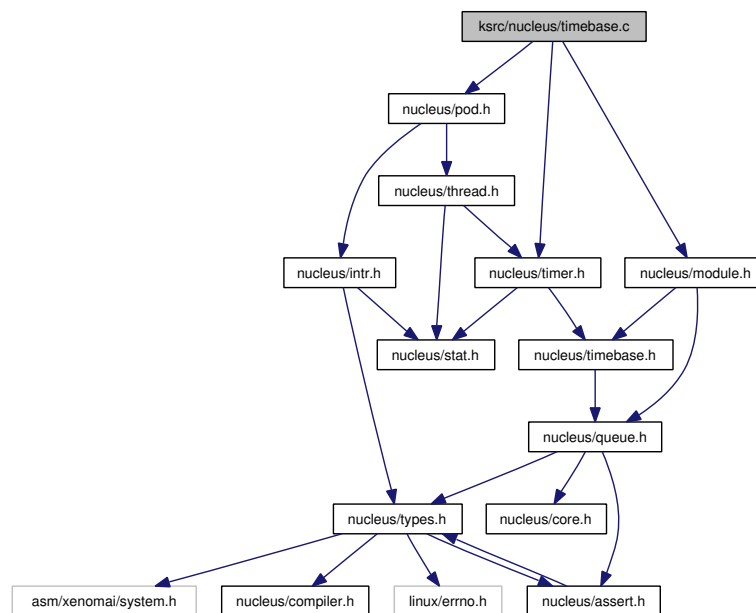 ksrc/nucleus/timebase.c
nucleus/pod.h
nucleus/thread.h
nucleus/intr.h
nucleus/timer.h
nucleus/module.h
nucleus/stat.h
nucleus/timebase.h
nucleus/queue.h
nucleus/types.h
nucleus/core.h
asm/xenomai/system.h
nucleus/compiler.h
linux/errno.h
nucleus/assert.h